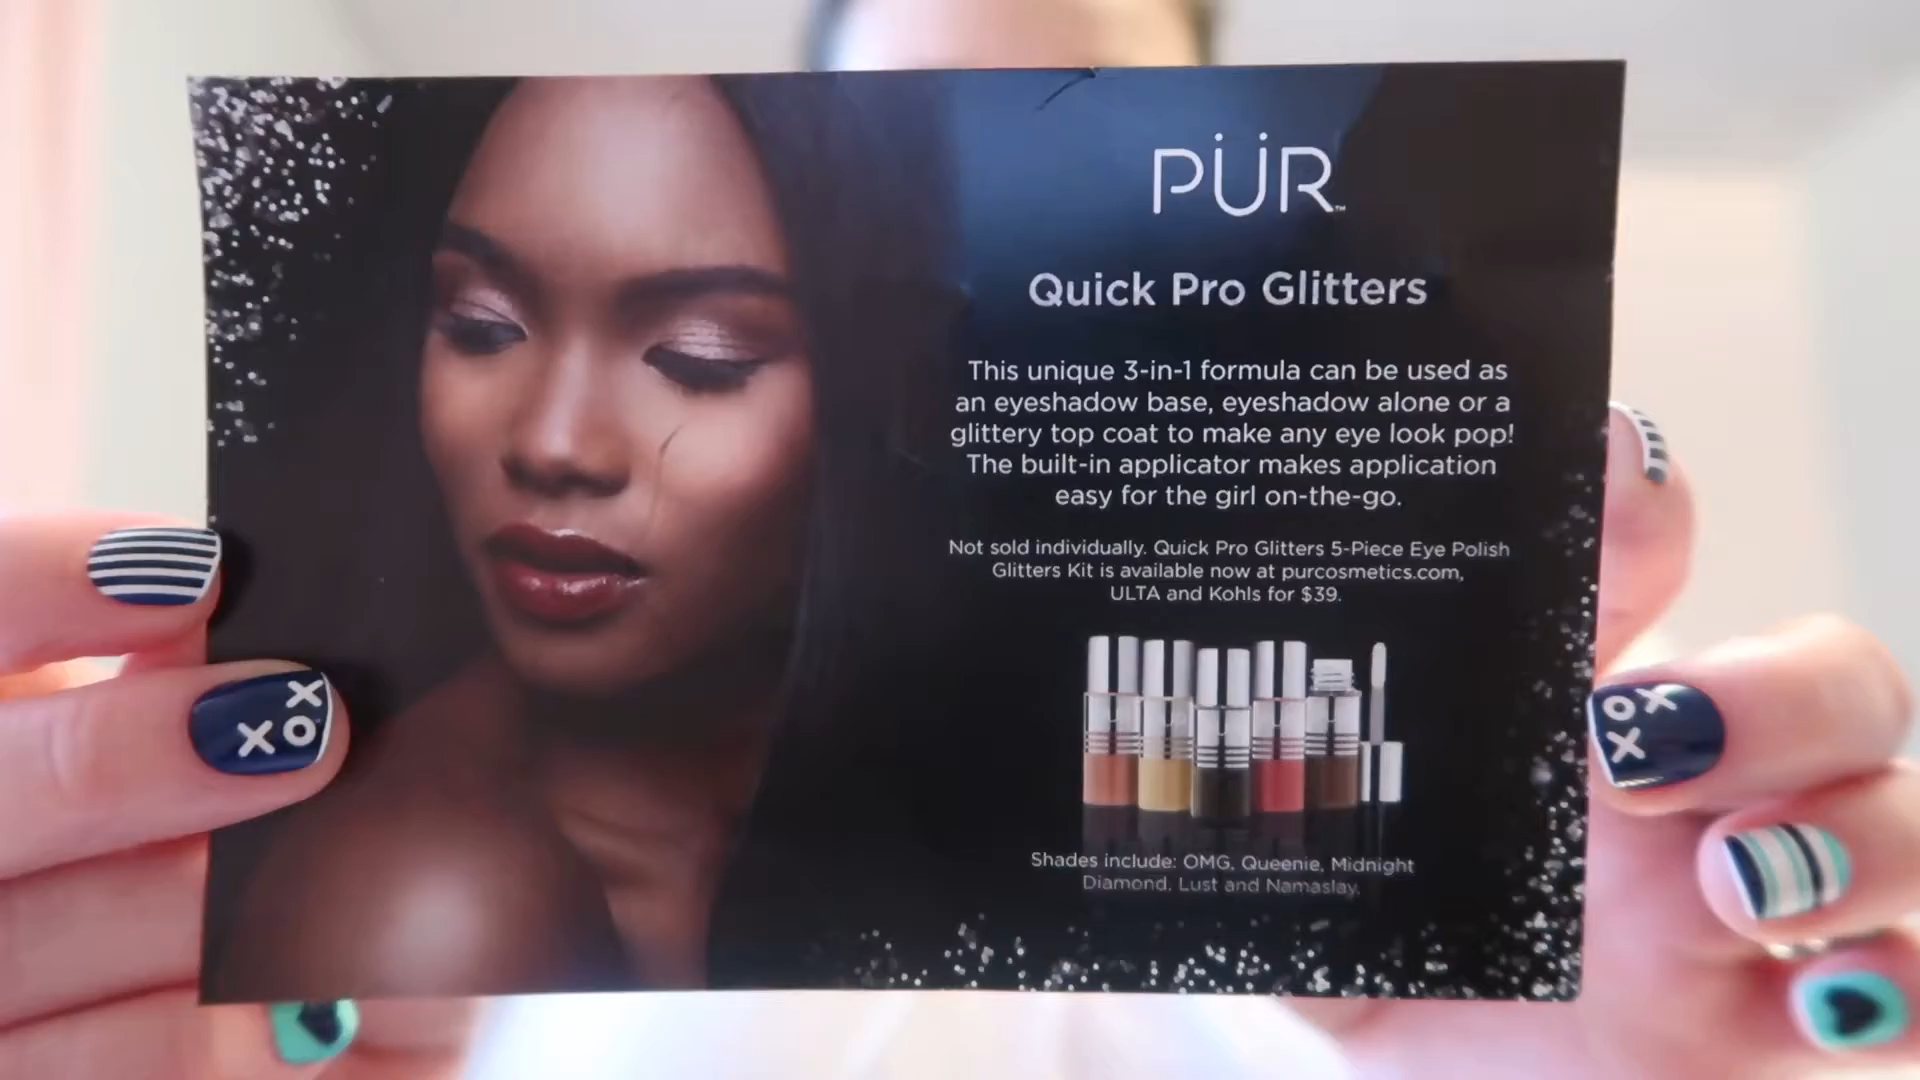 PÜR™
Quick Pro Glitters
This unique 3-in-1 formula can be used as
an eyeshadow base, eyeshadow alone or a
glittery top coat to make any eye look pop!
The built-in applicator makes application
easy for the girl on-the-go.
Not sold individually. Quick Pro Glitters 5-Piece Eye Polish
Glitters Kit is available now at purcosmetics.com,
ULTA and Kohls for $39.
Shades include: OMG, Queenie, Midnight
Diamond, Lust and Namaslay.
X
XO
OX
X